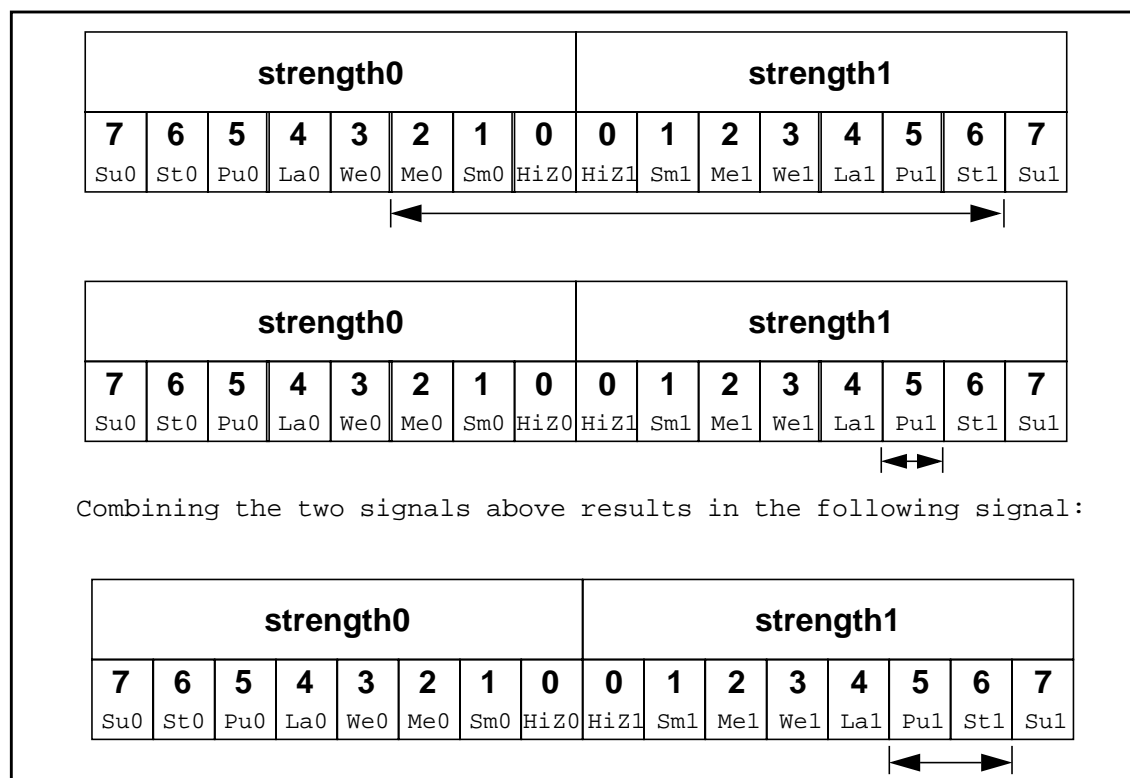 strength0 strength1
7 6 5 4 3 2 1 0 0 1 2 3 4 5 6 7
Su0 St0 Pu0 La0 We0 Me0 Sm0 HiZ0 HiZ1 Sm1 Me1 We1 La1 Pu1 St1 Su1
strength0 strength1
7 6 5 4 3 2 1 0 0 1 2 3 4 5 6 7
Su0 St0 Pu0 La0 We0 Me0 Sm0 HiZ0 HiZ1 Sm1 Me1 We1 La1 Pu1 St1 Su1
Combining the two signals above results in the following signal:
strength0 strength1
7 6 5 4 3 2 1 0 0 1 2 3 4 5 6 7
Su0 St0 Pu0 La0 We0 Me0 Sm0 HiZ0 HiZ1 Sm1 Me1 We1 La1 Pu1 St1 Su1